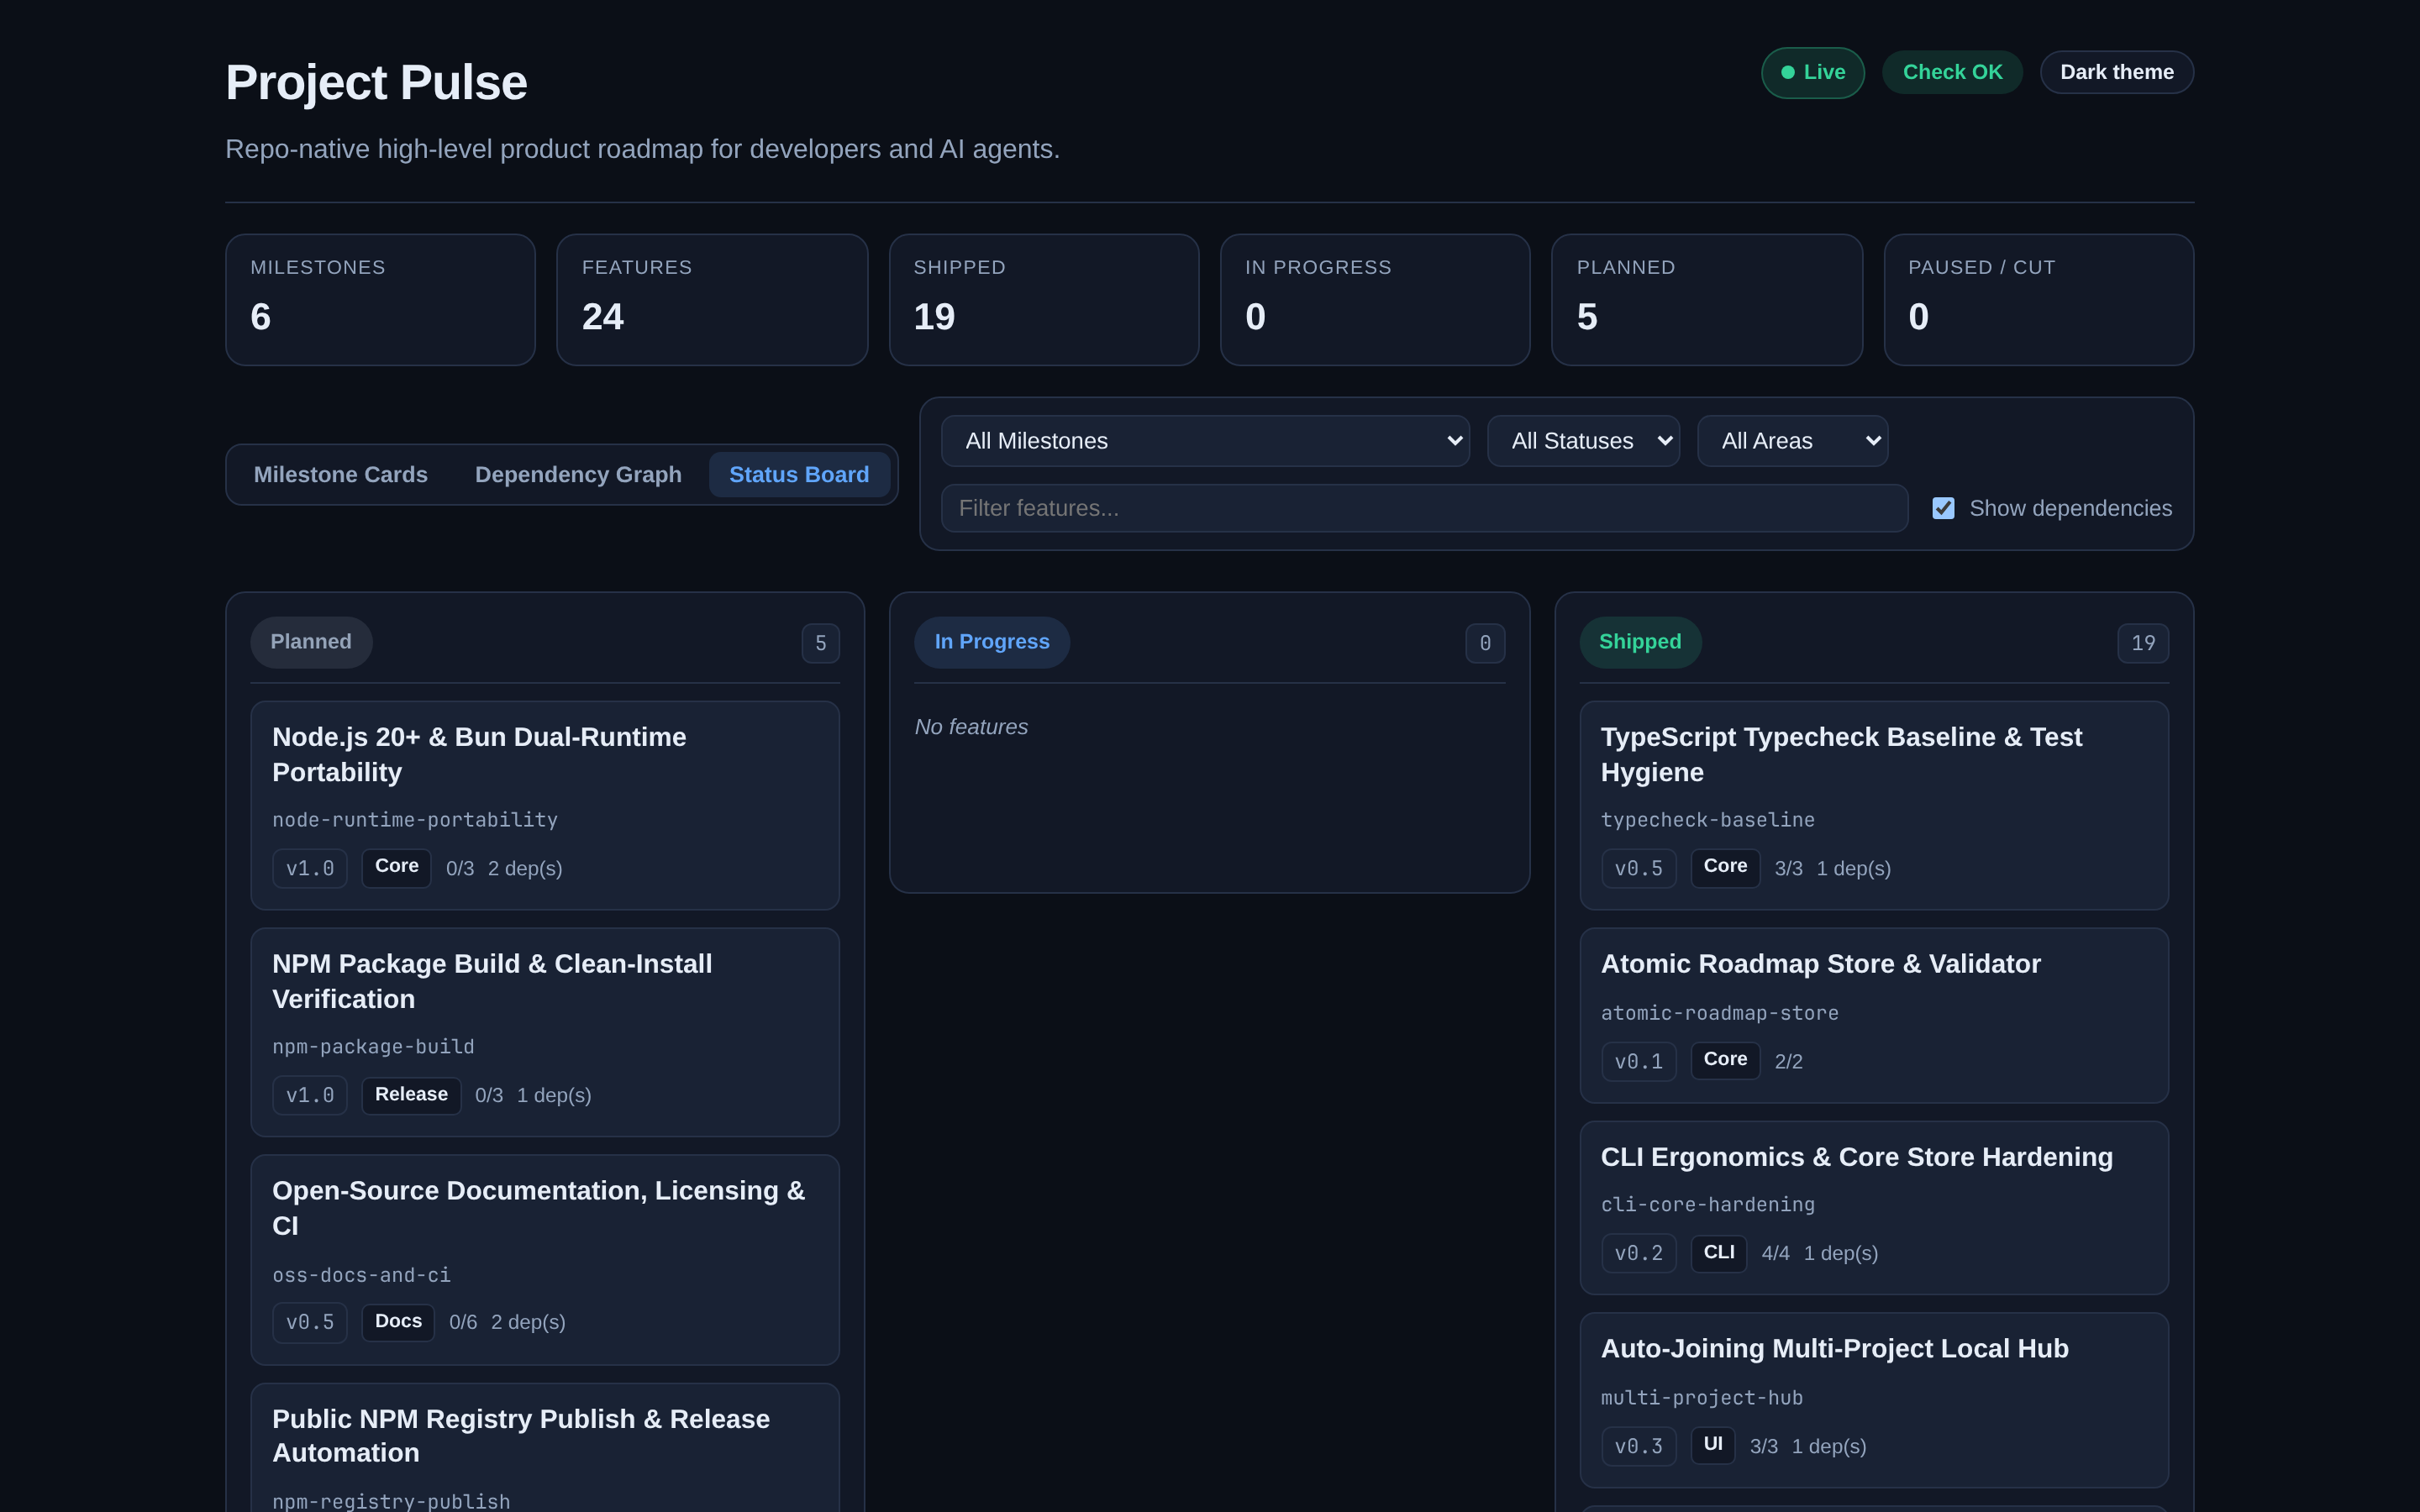 Project Pulse
Live
Check OK
Dark theme
Repo-native high-level product roadmap for developers and AI agents.
MILESTONES
6
FEATURES
24
SHIPPED
19
IN PROGRESS
0
PLANNED
5
PAUSED / CUT
0
Milestone Cards
Dependency Graph
Status Board
All Milestones
All Statuses
All Areas
Filter features...
Show dependencies
Planned
5
Node.js 20+ & Bun Dual-Runtime
Portability
node-runtime-portability
v1.0 Core 0/3 2 dep(s)
NPM Package Build & Clean-Install
Verification
npm-package-build
v1.0 Release 0/3 1 dep(s)
Open-Source Documentation, Licensing &
CI
oss-docs-and-ci
v0.5 Docs 0/6 2 dep(s)
Public NPM Registry Publish & Release
Automation
npm-registry-publish
In Progress
0
No features
Shipped
19
TypeScript Typecheck Baseline & Test
Hygiene
typecheck-baseline
v0.5 Core 3/3 1 dep(s)
Atomic Roadmap Store & Validator
atomic-roadmap-store
v0.1 Core 2/2
CLI Ergonomics & Core Store Hardening
cli-core-hardening
v0.2 CLI 4/4 1 dep(s)
Auto-Joining Multi-Project Local Hub
multi-project-hub
v0.3 UI 3/3 1 dep(s)